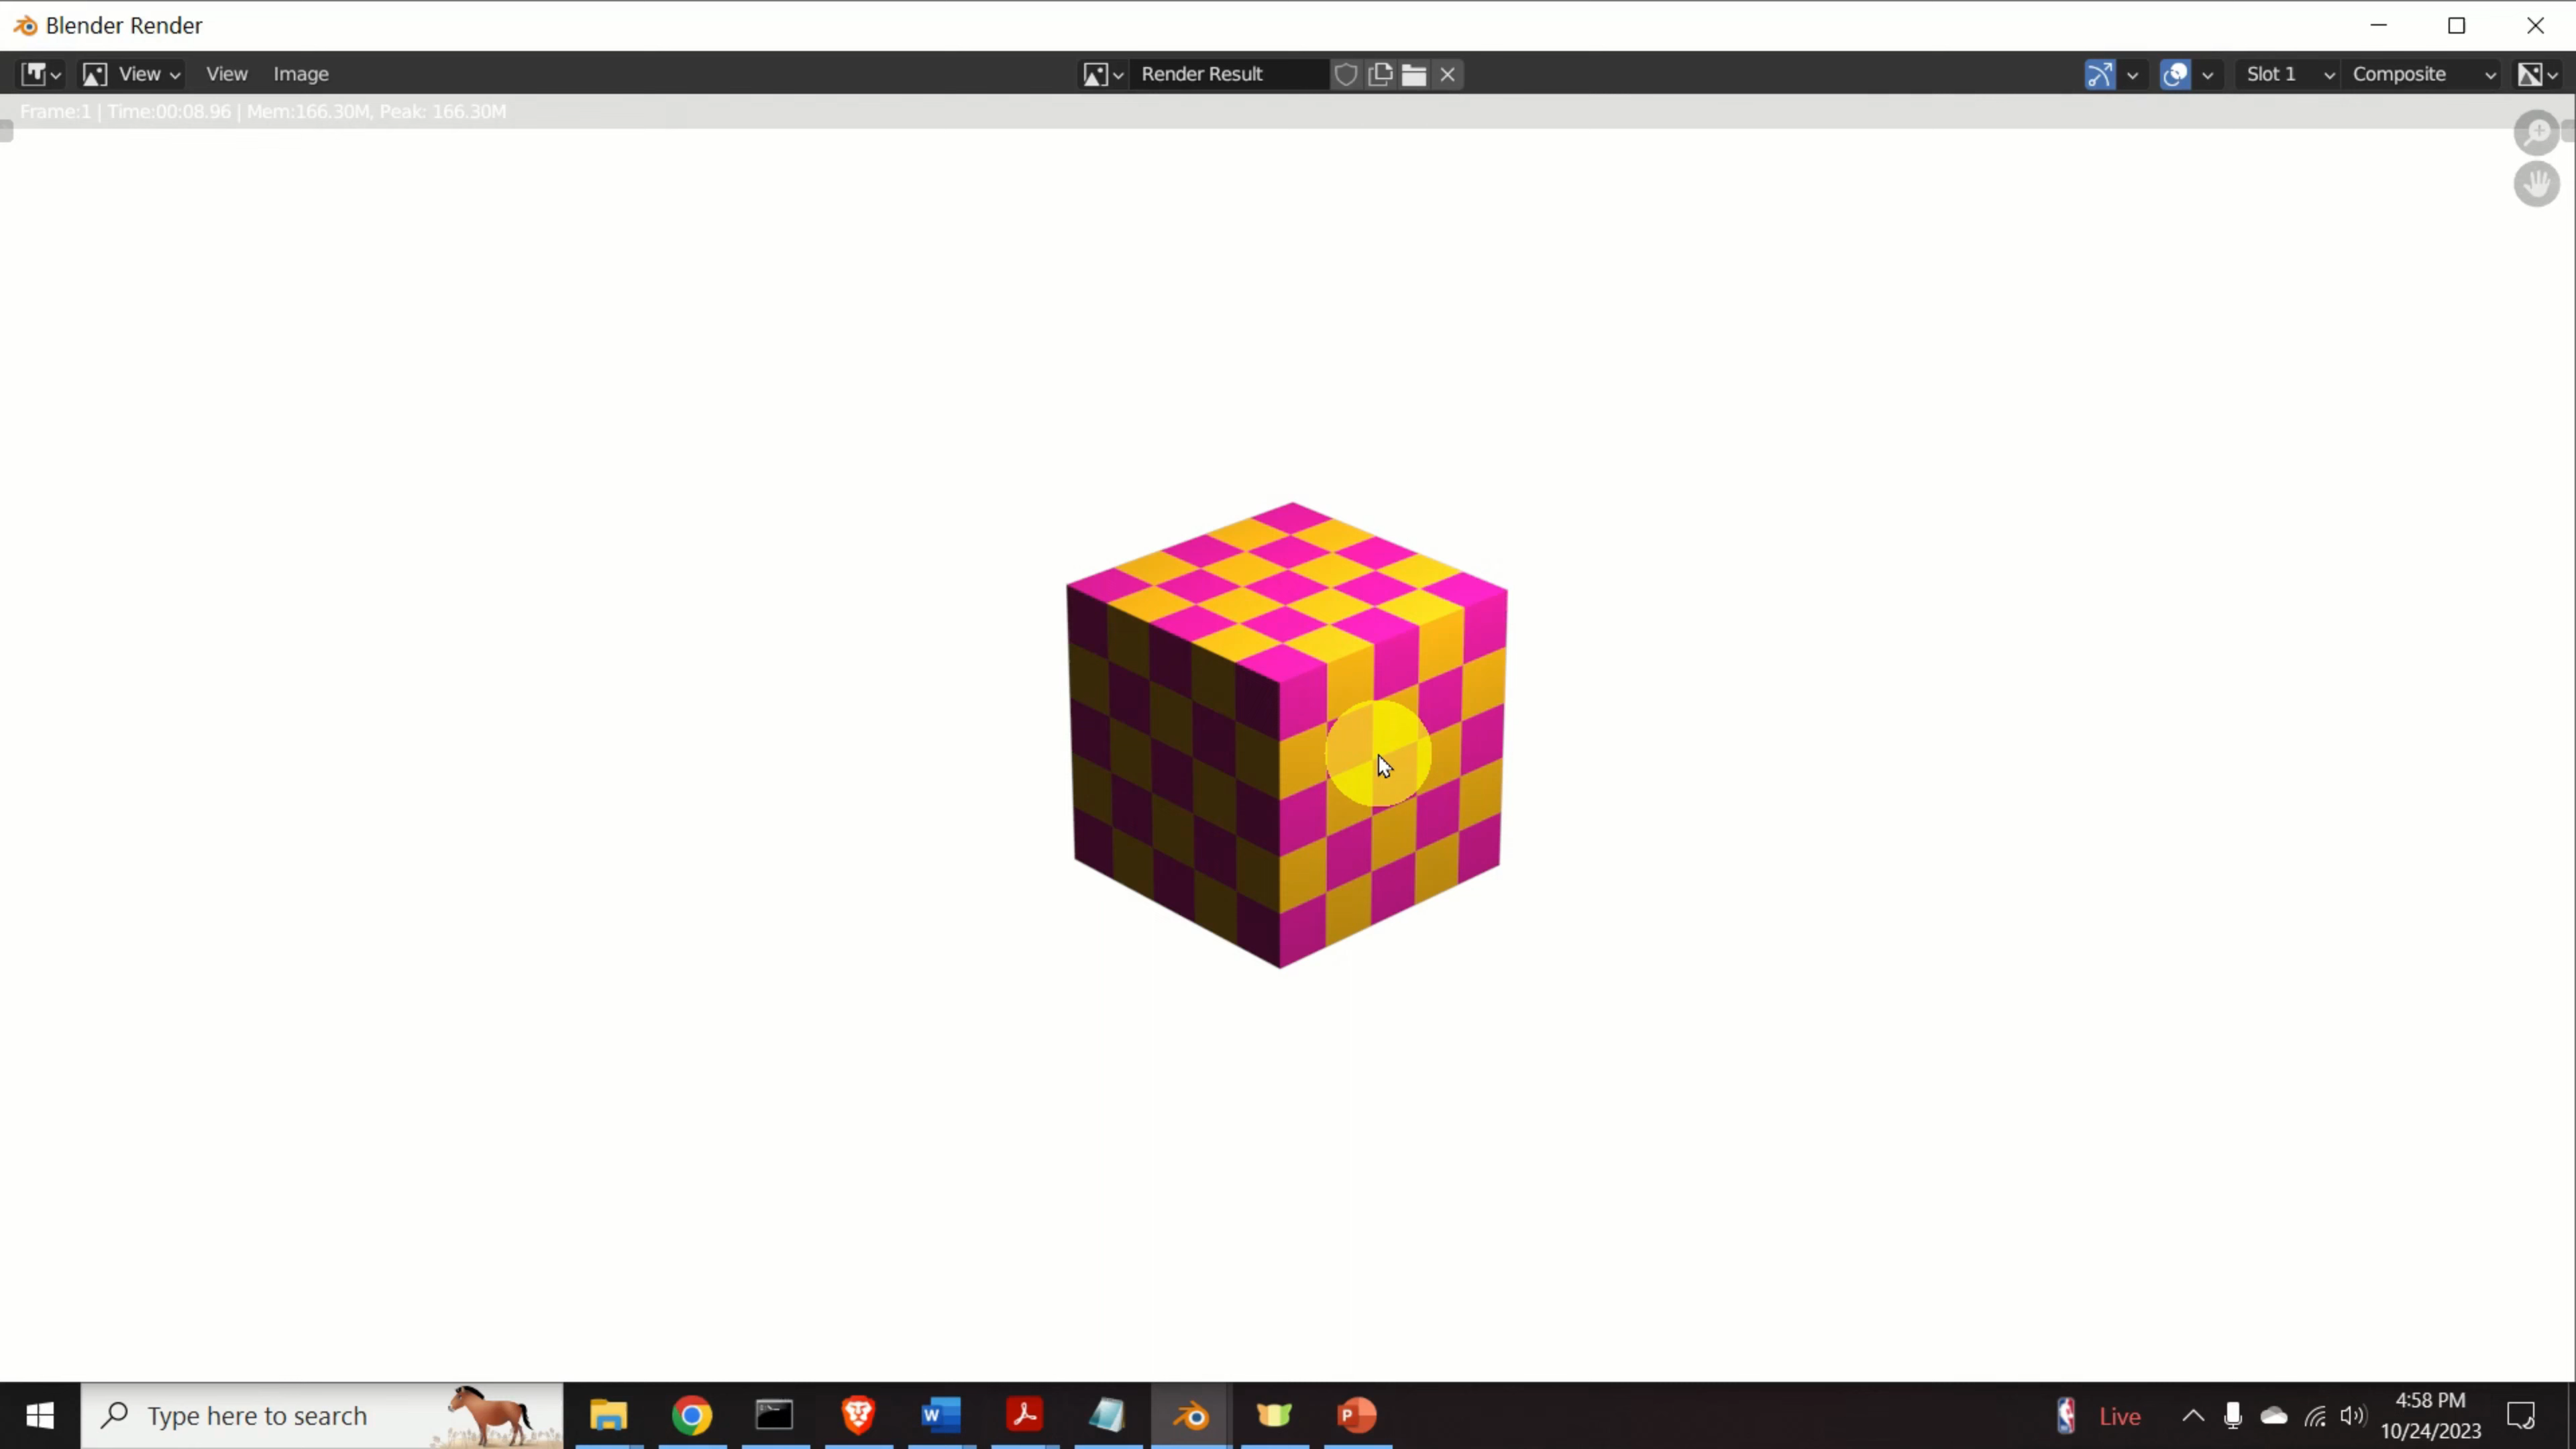 Blender Render
View View Image Render Result Slot 1 Composite
Frame:1 | Time:00:08.96 | Mem:166.30M, Peak: 166.30M
Type here to search
W
P
Live
4:58 PM
10/24/2023